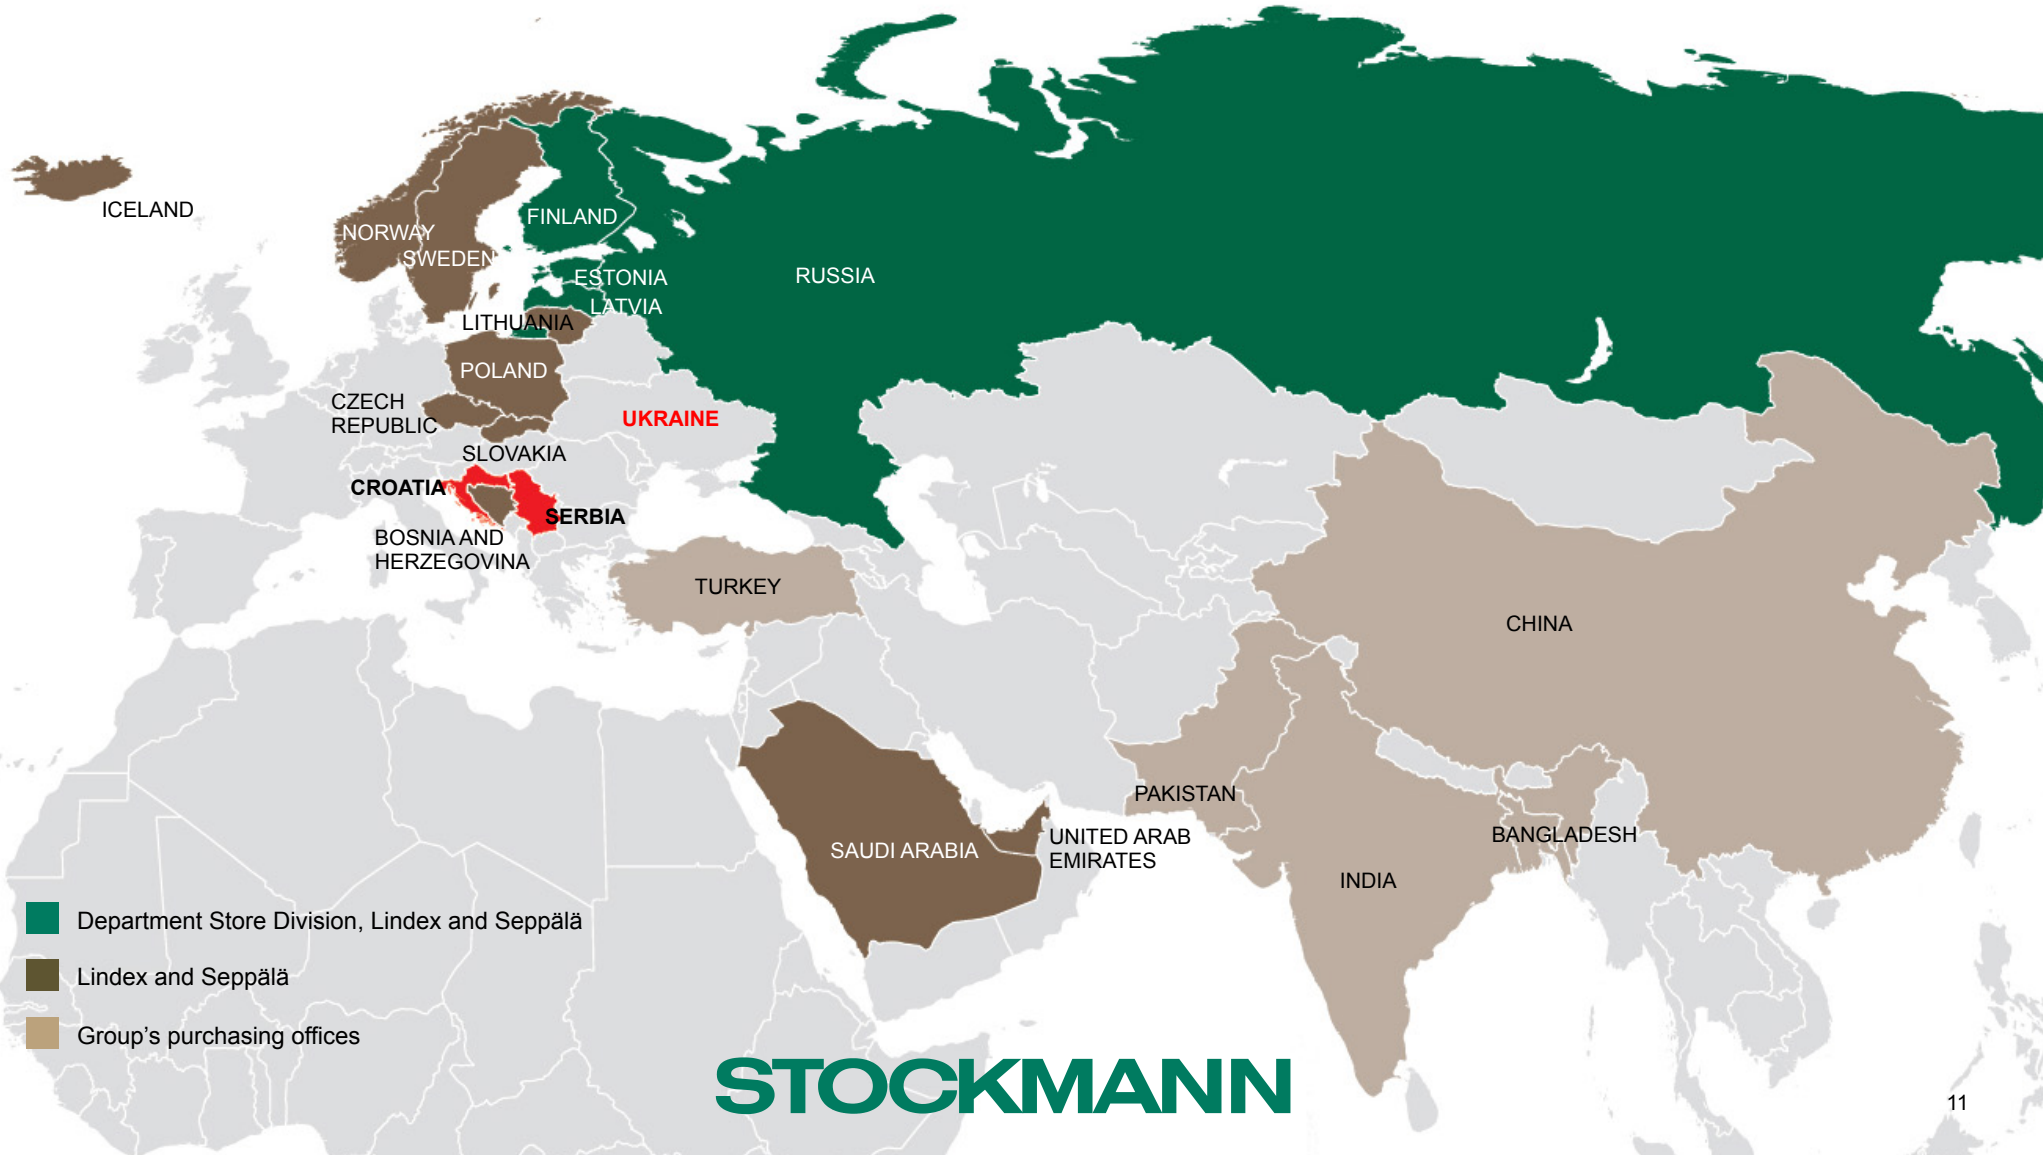 ICELAND
FINLAND
NORWAY
SWEDEN
ESTONIA
RUSSIA
LATVIA
LITHUANIA
POLAND
CZECH
REPUBLIC
UKRAINE
SLOVAKIA
CROATIA
SERBIA
BOSNIA AND
HERZEGOVINA
TURKEY
CHINA
PAKISTAN
BANGLADESH
UNITED ARAB
EMIRATES
SAUDI ARABIA
INDIA
Department Store Division, Lindex and Seppälä
Lindex and Seppälä
Group's purchasing offices
STOCKMANN
11